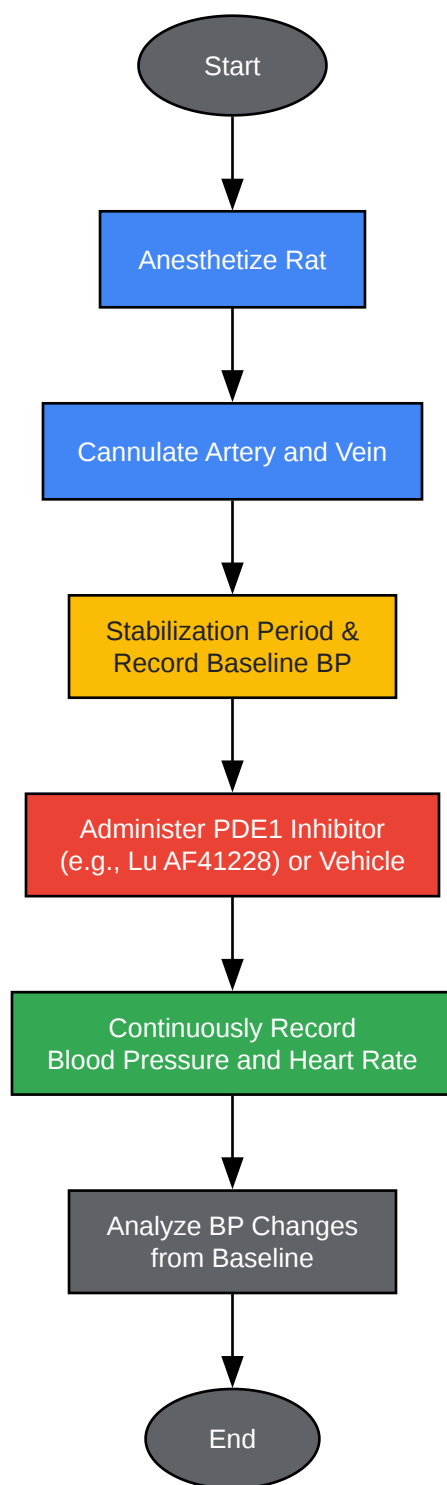 Start
Anesthetize Rat
Cannulate Artery and Vein
Stabilization Period &
Record Baseline BP
Administer PDE1 Inhibitor
(e.g., Lu AF41228) or Vehicle
Continuously Record
Blood Pressure and Heart Rate
Analyze BP Changes
from Baseline
End